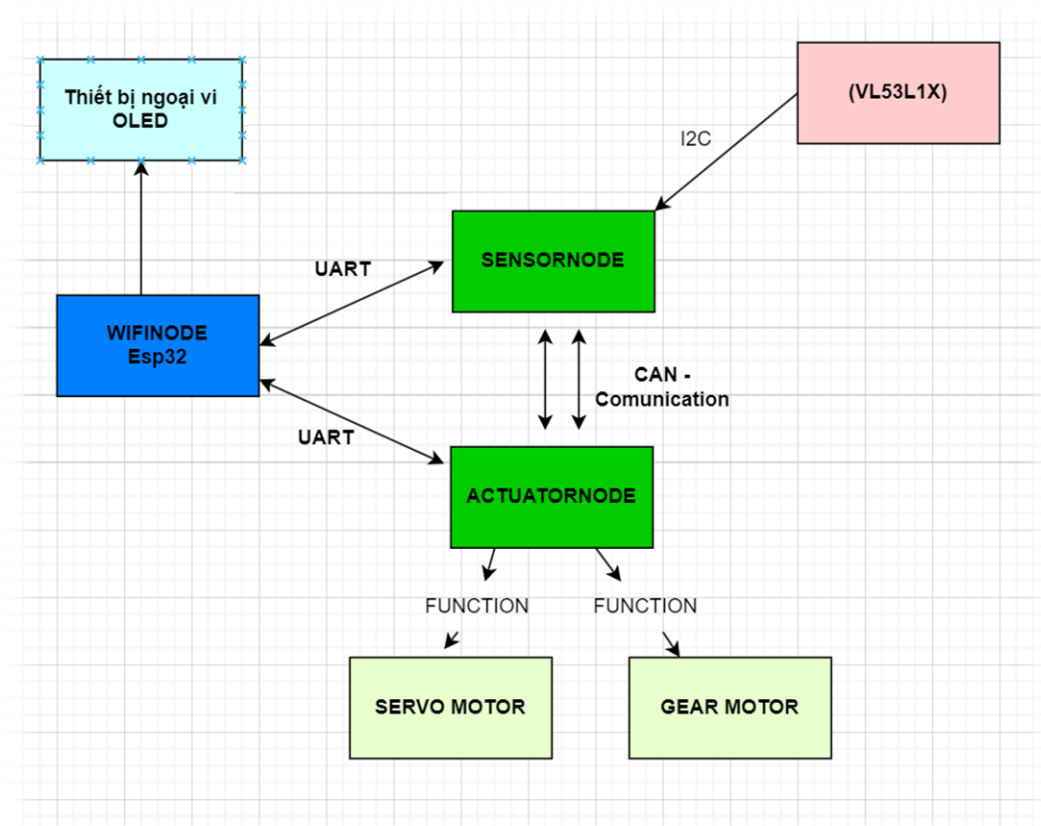 Thiết bị ngoại vi
OLED
(VL53L1X)
I2C
SENSORNODE
UART
WIFINODE
Esp32
CAN -
Comunication
UART
ACTUATORNODE
FUNCTION
FUNCTION
SERVO MOTOR
GEAR MOTOR